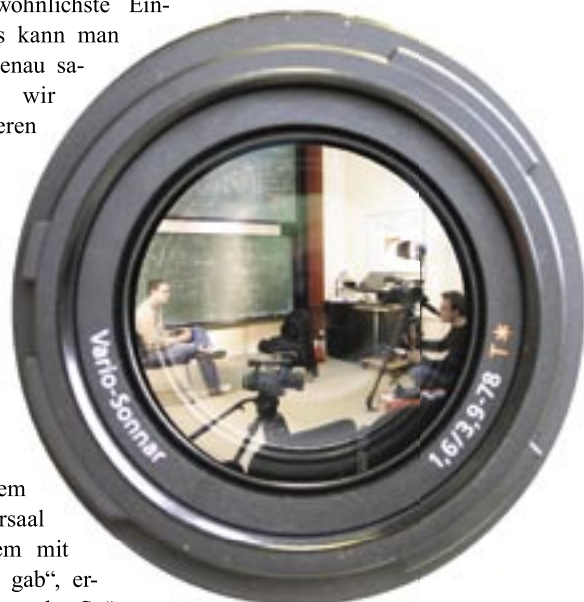 wohnlichste Ein-
s kann man
enau sa-
wir
eren
Vario-Sonnar
1,6/3,9-78 T*
em
rsaal
em mit
gab“, er-